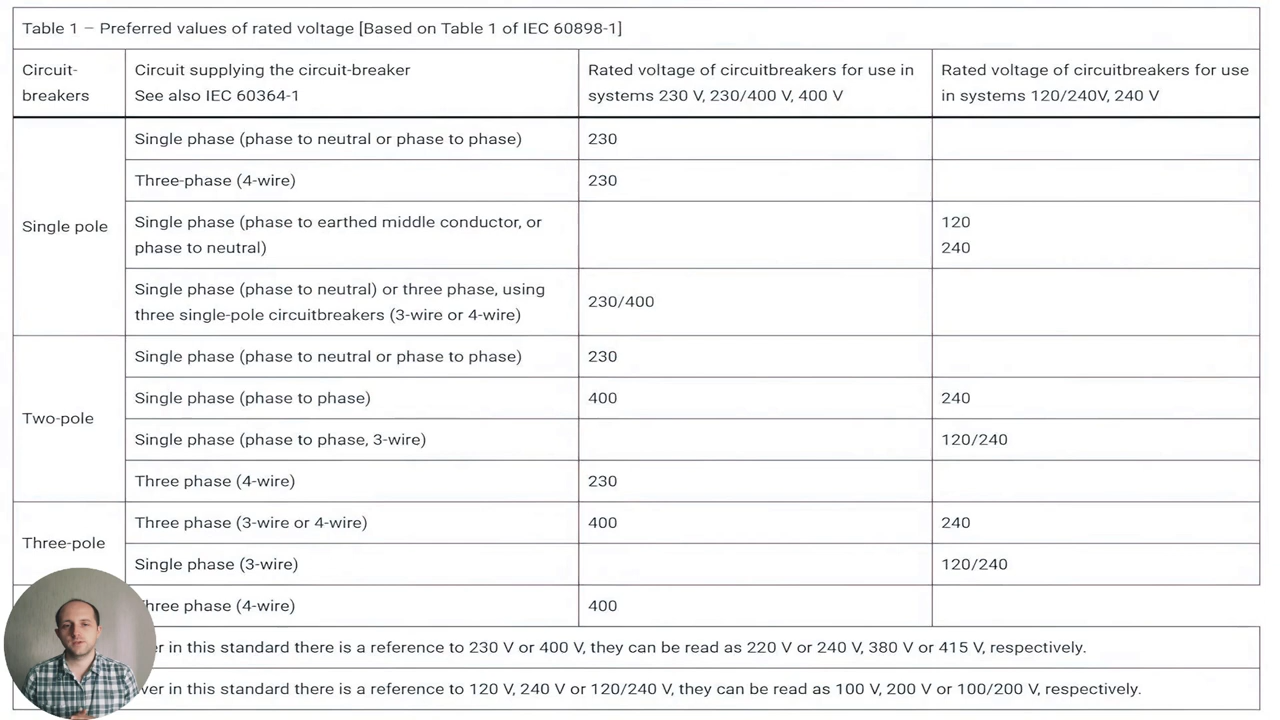 Table 1 – Preferred values of rated voltage [Based on Table 1 of IEC 60898-1]
Circuit-
breakers
Circuit supplying the circuit-breaker
See also IEC 60364-1
Rated voltage of circuitbreakers for use in
systems 230 V, 230/400 V, 400 V
Rated voltage of circuitbreakers for use
in systems 120/240V, 240 V
Single pole
Single phase (phase to neutral or phase to phase)
230
Three-phase (4-wire)
230
Single phase (phase to earthed middle conductor, or
phase to neutral)
120
240
Single phase (phase to neutral) or three phase, using
three single-pole circuitbreakers (3-wire or 4-wire)
230/400
Two-pole
Single phase (phase to neutral or phase to phase)
230
Single phase (phase to phase)
400
240
Single phase (phase to phase, 3-wire)
120/240
Three phase (4-wire)
230
Three-pole
Three phase (3-wire or 4-wire)
400
240
Single phase (3-wire)
120/240
phase (4-wire)
400
in this standard there is a reference to 230 V or 400 V, they can be read as 220 V or 240 V, 380 V or 415 V, respectively.
in this standard there is a reference to 120 V, 240 V or 120/240 V, they can be read as 100 V, 200 V or 100/200 V, respectively.